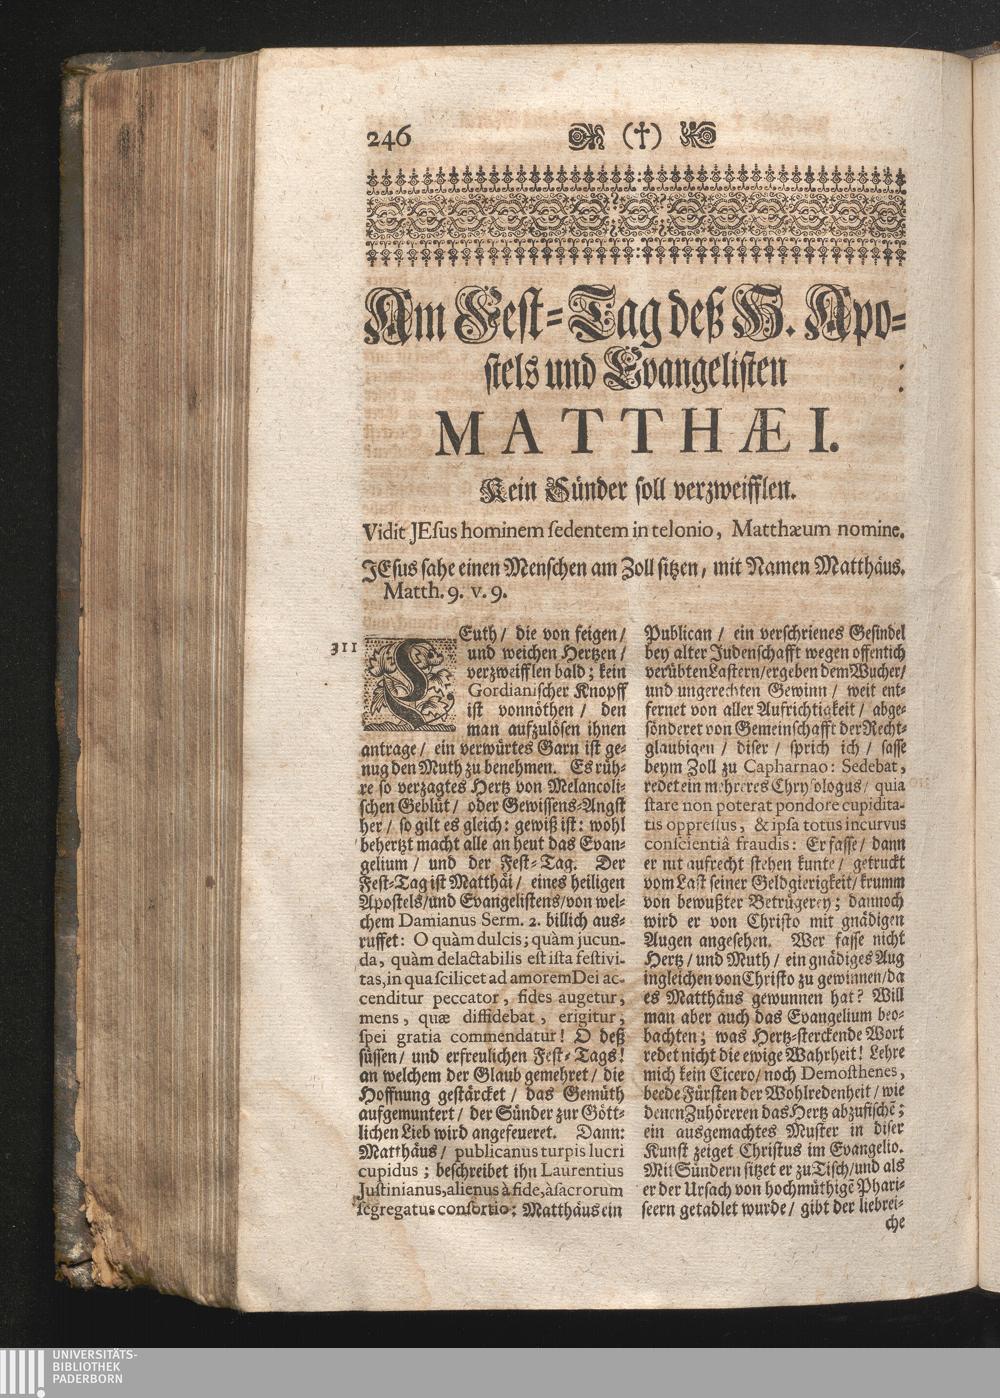 246 (†)
Am Fest=Tag deß H. Apo=
stels und Evangelisten
MATTHÆI.
Kein Sünder soll verzweifflen.
Vidit JEsus hominem sedentem in telonio, Matthæum nomine.
JEsus sahe einen Menschen am Zoll sitzen / mit Namen Matthäus.
Matth. 9. v. 9.
311
LEuth / die von feigen /
und weichen Hertzen /
verzweifflen bald ; kein
Gordianischer Knopff
ist vonnöthen / den
man aufzulösen ihnen
antrage / ein verwürtes Garn ist ge=
nug den Muth zu benehmen. Es rüh=
re so verzagtes Hertz von Melancoli=
schen Geblüt / oder Gewissens=Angst
her / so gilt es gleich : gewiß ist : wohl
behertzt macht alle an heut das Evan=
gelium / und der Fest=Tag. Der
Fest=Tag ist Matthäi / eines heiligen
Apostels / und Evangelistens / von wel=
chem Damianus Serm. 2. billich aus=
ruffet : O quàm dulcis ; quàm jucun-
da, quàm delactabilis est ista festivi-
tas, in qua scilicet ad amorem Dei ac-
cenditur peccator, fides augetur,
mens, quæ diffidebat, erigitur,
spei gratia commendatur! O deß
süssen / und erfreulichen Fest=Tags!
an welchem der Glaub gemehret / die
Hoffnung gestärcket / das Gemüth
aufgemuntert / der Sünder zur Gött=
lichen Lieb wird angefeueret. Dann:
Matthäus / publicanus turpis lucri
cupidus ; beschreibet ihn Laurentius
Justinianus, alienus à fide, à sacrorum
segregatus consortio : Matthäus ein
Publican / ein verschrienes Gesindel
bey alter Judenschafft wegen offentich
verübten Lastern / ergeben dem Wucher /
und ungerechten Gewinn / weit ent=
fernet von aller Aufrichtigkeit / abge=
sönderet von Gemeinschafft der Recht=
glaubigen / diser / sprich ich / sasse
beym Zoll zu Capharnao : Sedebat,
redet ein mehreres Chrysologus / quia
stare non poterat pondore cupidita-
tis oppressus, & ipsa totus incurvus
conscientiâ fraudis : Er sasse / dann
er nit aufrecht stehen kunte / getruckt
vom Last seiner Geldgierigkeit / krumm
von bewußter Betrügerey ; dannoch
wird er von Christo mit gnädigen
Augen angesehen. Wer fasse nicht
Hertz / und Muth / ein gnädiges Aug
ingleichen von Christo zu gewinnen / da
es Matthäus gewunnen hat? Will
man aber auch das Evangelium beo=
bachten ; was Hertz=sterckende Wort
redet nicht die ewige Wahrheit! Lehre
mich kein Cicero / noch Demosthenes,
beede Fürsten der Wohlredenheit / wie
denen Zuhöreren das Hertz abzufischē ;
ein ausgemachtes Muster in diser
Kunst zeiget Christus im Evangelio.
Mit Sündern sitzet er zu Tisch / und als
er der Ursach von hochmüthigē Phari=
seern getadlet wurde / gibt der liebrei=
che
UNIVERSITÄTS-
BIBLIOTHEK
PADERBORN